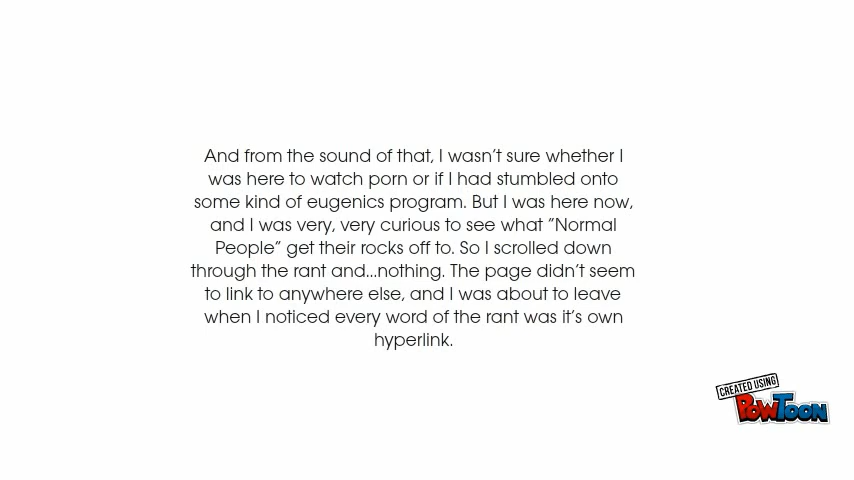 And from the sound of that, I wasn't sure whether I
was here to watch porn or if I had stumbled onto
some kind of eugenics program. But I was here now,
and I was very, very curious to see what "Normal
People" get their rocks off to. So I scrolled down
through the rant and...nothing. The page didn't seem
to link to anywhere else, and I was about to leave
when I noticed every word of the rant was it's own
hyperlink.
CREATED USING
POWTOON